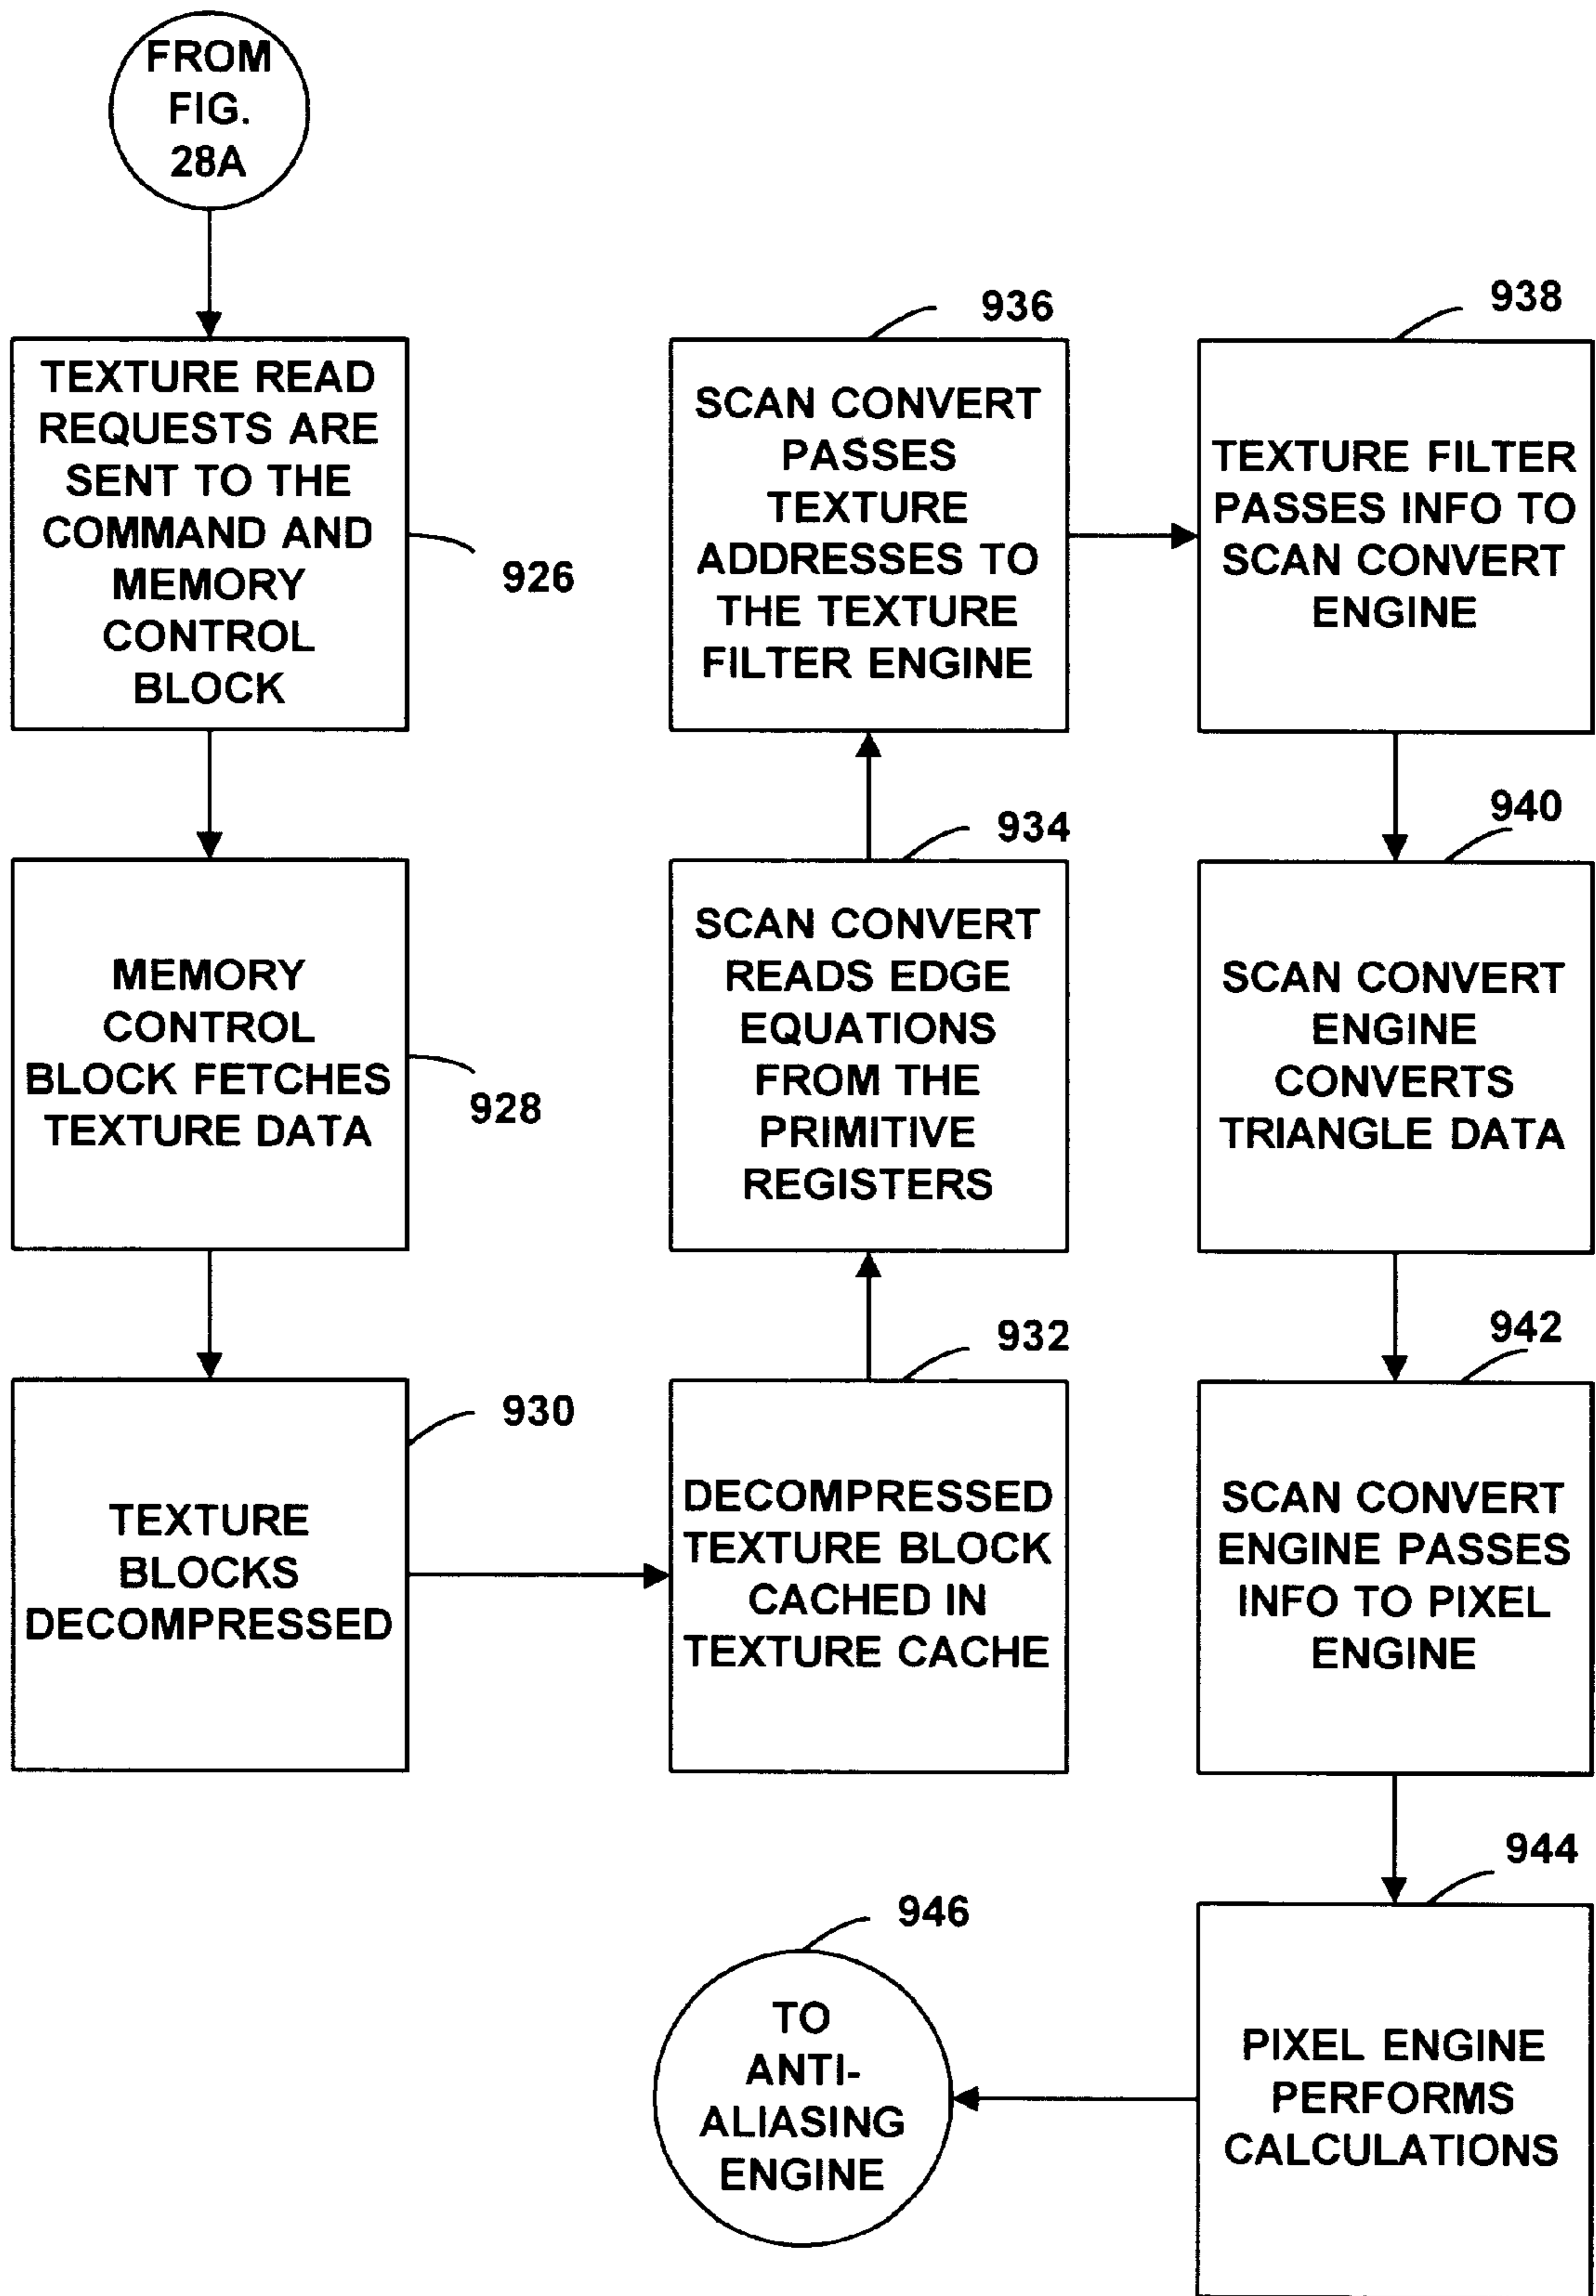 FROM
FIG.
28A
TEXTURE READ
REQUESTS ARE
SENT TO THE
COMMAND AND
MEMORY
CONTROL
BLOCK
926
MEMORY
CONTROL
BLOCK FETCHES
TEXTURE DATA
928
TEXTURE
BLOCKS
DECOMPRESSED
930
DECOMPRESSED
TEXTURE BLOCK
CACHED IN
TEXTURE CACHE
932
SCAN CONVERT
READS EDGE
EQUATIONS
FROM THE
PRIMITIVE
REGISTERS
934
SCAN CONVERT
PASSES
TEXTURE
ADDRESSES TO
THE TEXTURE
FILTER ENGINE
936
TEXTURE FILTER
PASSES INFO TO
SCAN CONVERT
ENGINE
938
SCAN CONVERT
ENGINE
CONVERTS
TRIANGLE DATA
940
SCAN CONVERT
ENGINE PASSES
INFO TO PIXEL
ENGINE
942
PIXEL ENGINE
PERFORMS
CALCULATIONS
944
TO
ANTI-
ALIASING
ENGINE
946